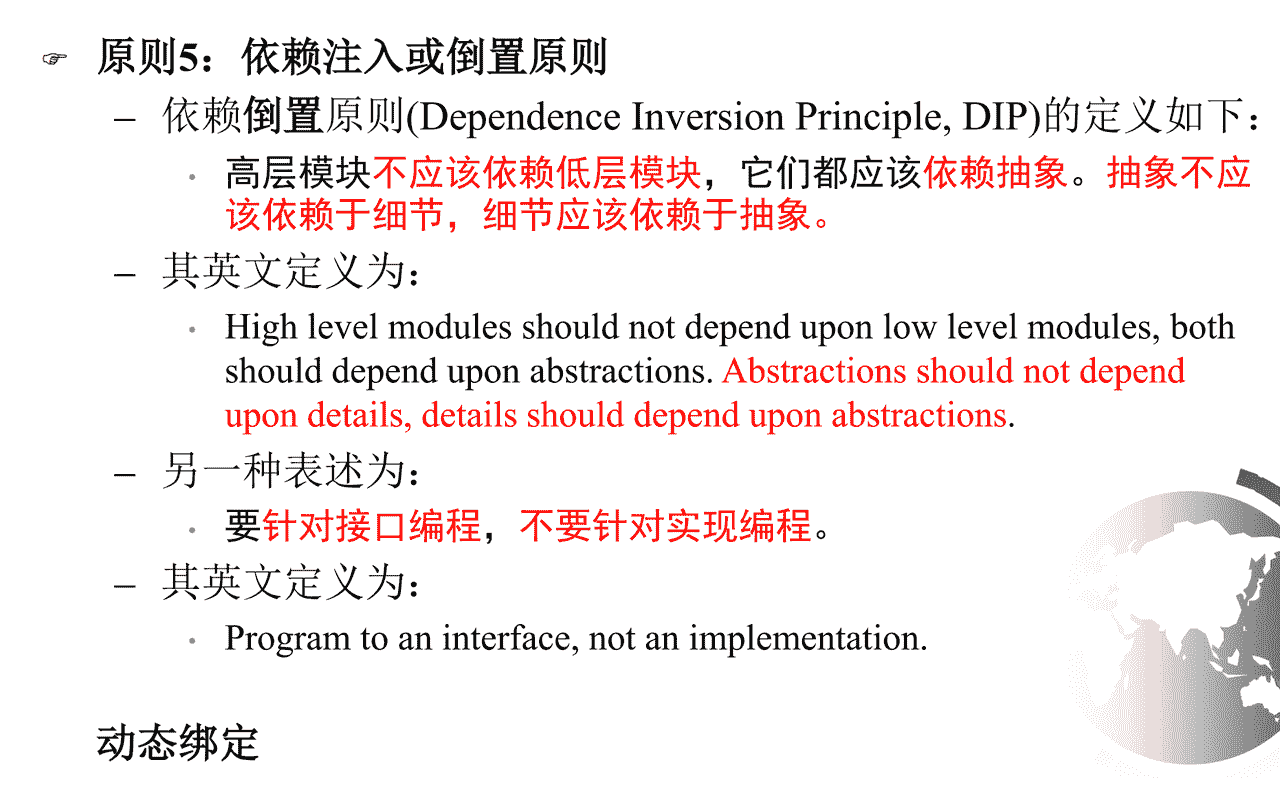 ☞ 原则5：依赖注入或倒置原则
– 依赖倒置原则(Dependence Inversion Principle, DIP)的定义如下：
• 高层模块不应该依赖低层模块，它们都应该依赖抽象。抽象不应
该依赖于细节，细节应该依赖于抽象。
– 其英文定义为：
• High level modules should not depend upon low level modules, both
should depend upon abstractions. Abstractions should not depend
upon details, details should depend upon abstractions.
– 另一种表述为：
• 要针对接口编程，不要针对实现编程。
– 其英文定义为：
• Program to an interface, not an implementation.
动态绑定